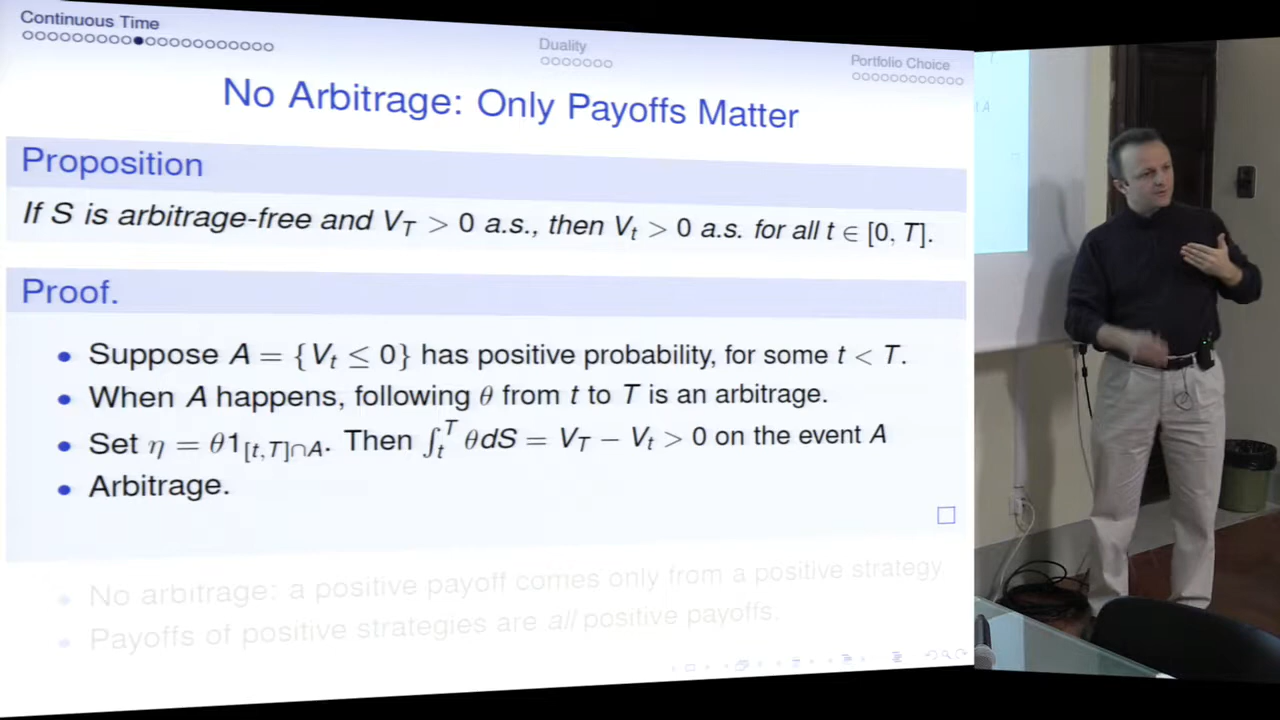 Continuous Time
Duality
Portfolio Choice
No Arbitrage: Only Payoffs Matter
Proposition
If S is arbitrage-free and V_T > 0 a.s., then V_t > 0 a.s. for all t ∈ [0, T].
Proof.
• Suppose A = {V_t ≤ 0} has positive probability, for some t < T.
• When A happens, following θ from t to T is an arbitrage.
• Set η = θ1_{[t,T]∩A}. Then ∫_t^T θdS = V_T − V_t > 0 on the event A
• Arbitrage.
□
• No arbitrage: a positive payoff comes only from a positive strategy
• Payoffs of positive strategies are all positive payoffs.